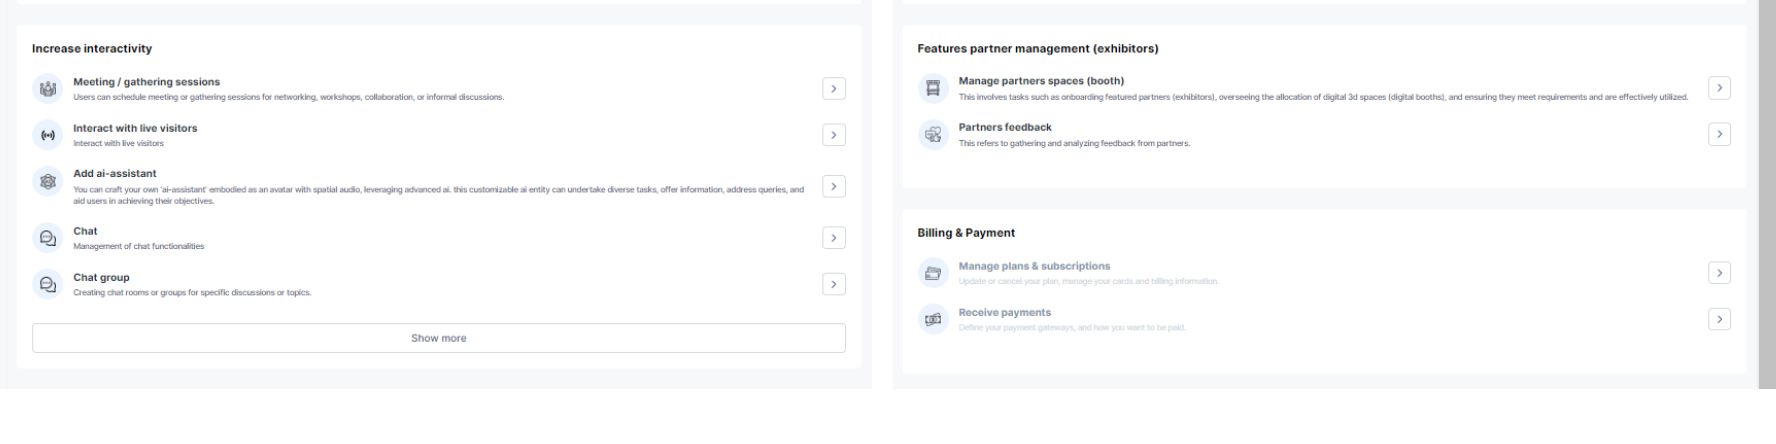 Increase interactivity
Meeting / gathering sessions
Users can schedule meeting or gathering sessions for networking, workshops, collaboration, or informal discussions.
Interact with live visitors
Interact with live visitors
Add ai-assistant
You can craft your own 'ai-assistant' embodied as an avatar with spatial audio, leveraging advanced ai. this customizable ai entity can undertake diverse tasks, offer information, address queries, and
aid users in achieving their objectives.
Chat
Management of chat functionalities
Chat group
Creating chat rooms or groups for specific discussions or topics.
Show more
Features partner management (exhibitors)
Manage partners spaces (booth)
This involves tasks such as onboarding featured partners (exhibitors), overseeing the allocation of digital 3d spaces (digital booths), and ensuring they meet requirements and are effectively utilized.
Partners feedback
This refers to gathering and analyzing feedback from partners.
Billing & Payment
Manage plans & subscriptions
Update or cancel your plan, manage your cards and billing information.
Receive payments
Define your payment gateways, and how you want to be paid.